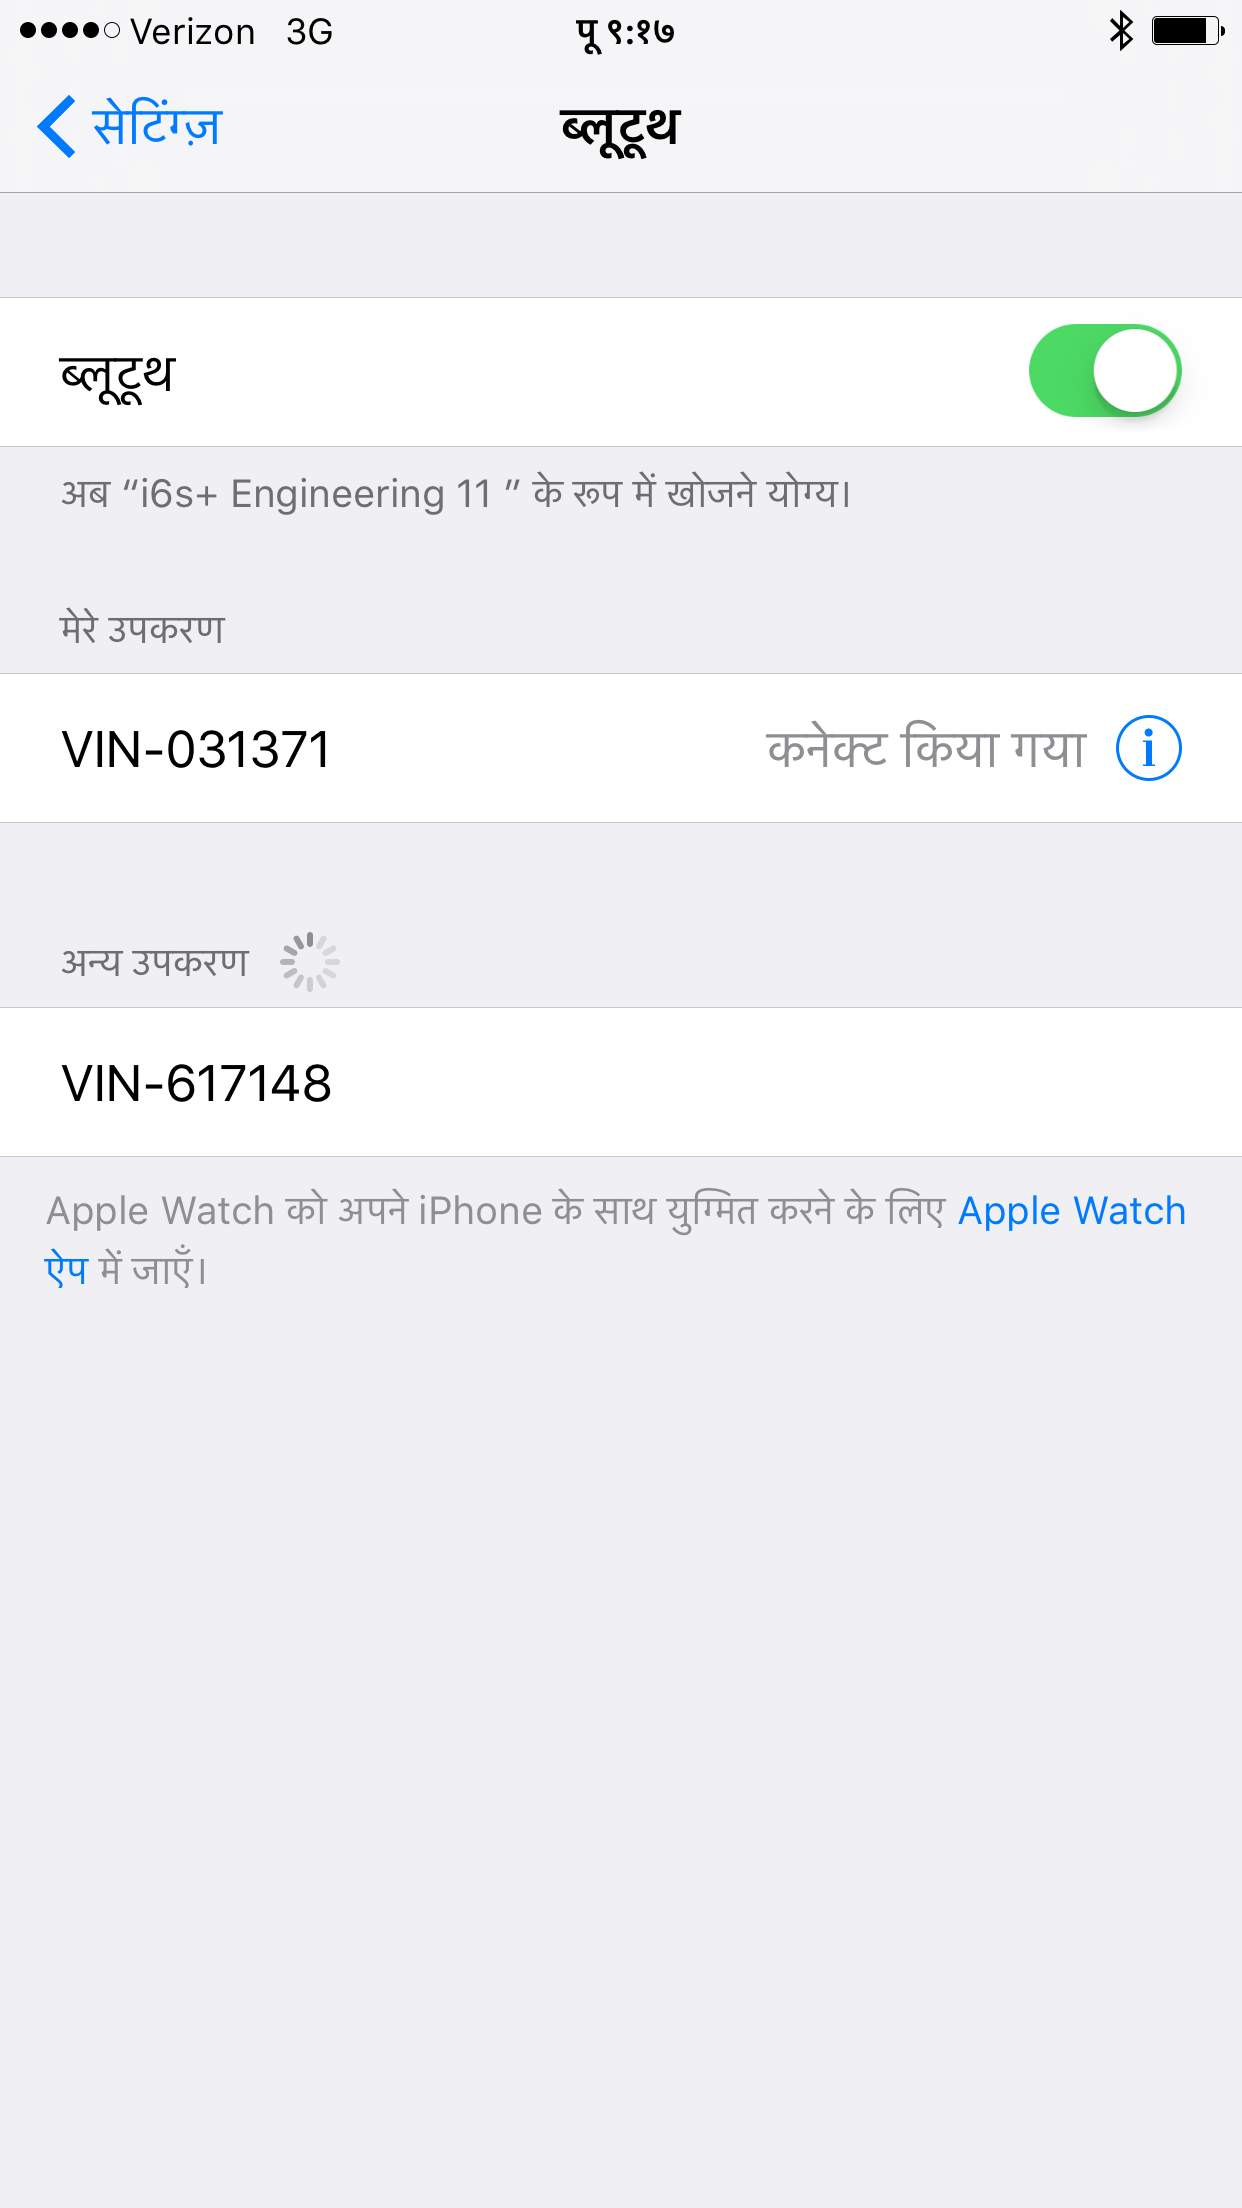 Verizon 3G पू ९:१७
सेटिंग्ज़ ब्लूटूथ
ब्लूटूथ
अब “i6s+ Engineering 11 ” के रूप में खोजने योग्य।
मेरे उपकरण
VIN-031371 कनेक्ट किया गया
अन्य उपकरण
VIN-617148
Apple Watch को अपने iPhone के साथ युग्मित करने के लिए Apple Watch
ऐप में जाएँ।